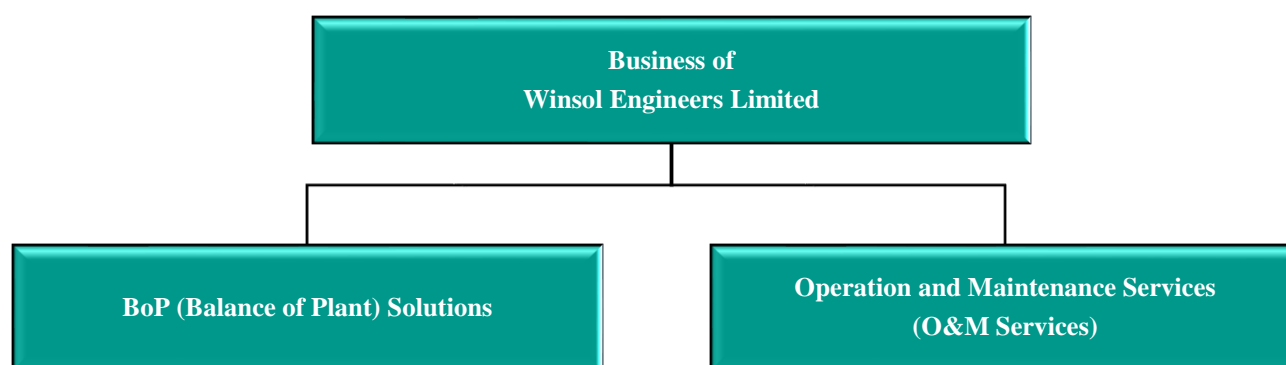 Business of
Winsol Engineers Limited
BoP (Balance of Plant) Solutions
Operation and Maintenance Services
(O&M Services)